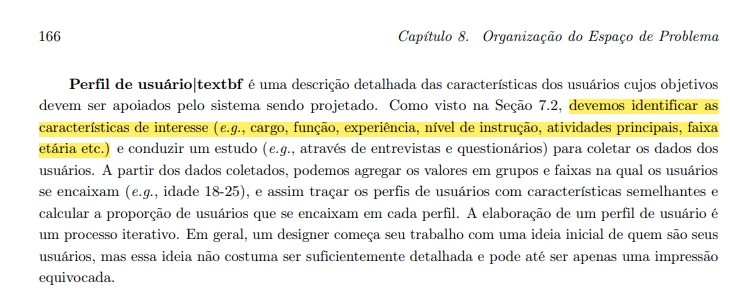 166
Capítulo 8. Organização do Espaço de Problema
Perfil de usuário|textbf é uma descrição detalhada das características dos usuários cujos objetivos
devem ser apoiados pelo sistema sendo projetado. Como visto na Seção 7.2, devemos identificar as
características de interesse (e.g., cargo, função, experiência, nível de instrução, atividades principais, faixa
etária etc.) e conduzir um estudo (e.g., através de entrevistas e questionários) para coletar os dados dos
usuários. A partir dos dados coletados, podemos agregar os valores em grupos e faixas na qual os usuários
se encaixam (e.g., idade 18-25), e assim traçar os perfis de usuários com características semelhantes e
calcular a proporção de usuários que se encaixam em cada perfil. A elaboração de um perfil de usuário é
um processo iterativo. Em geral, um designer começa seu trabalho com uma ideia inicial de quem são seus
usuários, mas essa ideia não costuma ser suficientemente detalhada e pode até ser apenas uma impressão
equivocada.